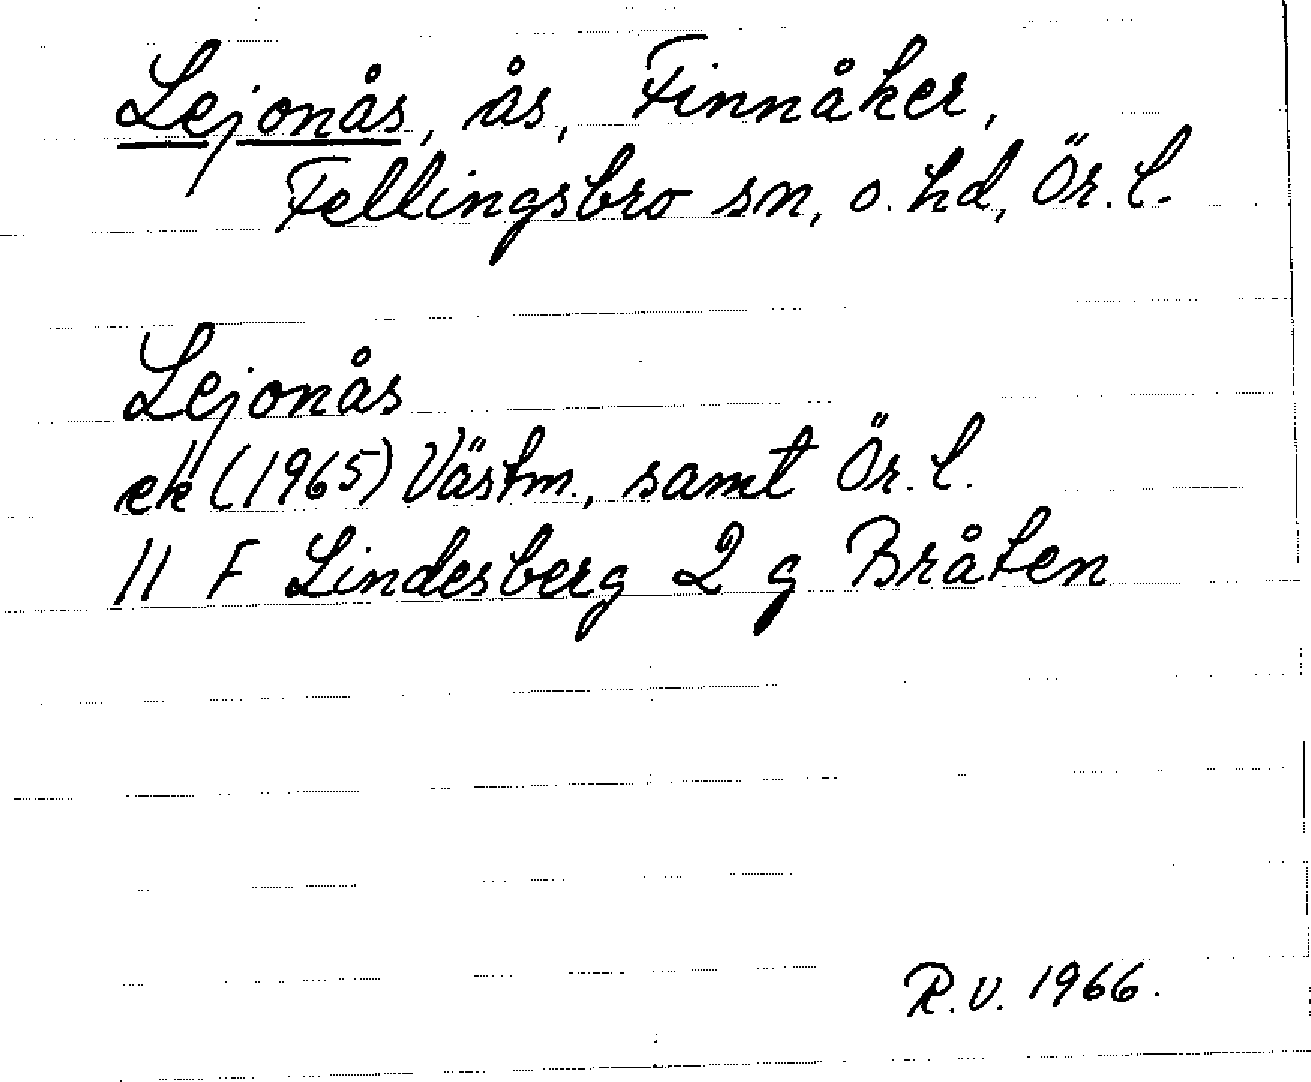 Lejonås, ås, Finnåker,
Fellingsbro sn, o. hd, Ör. l.
Lejonås
ek (1965) Västm., samt Ör. l.
11 F Lindesberg 2 g Bråten
R.V. 1966.